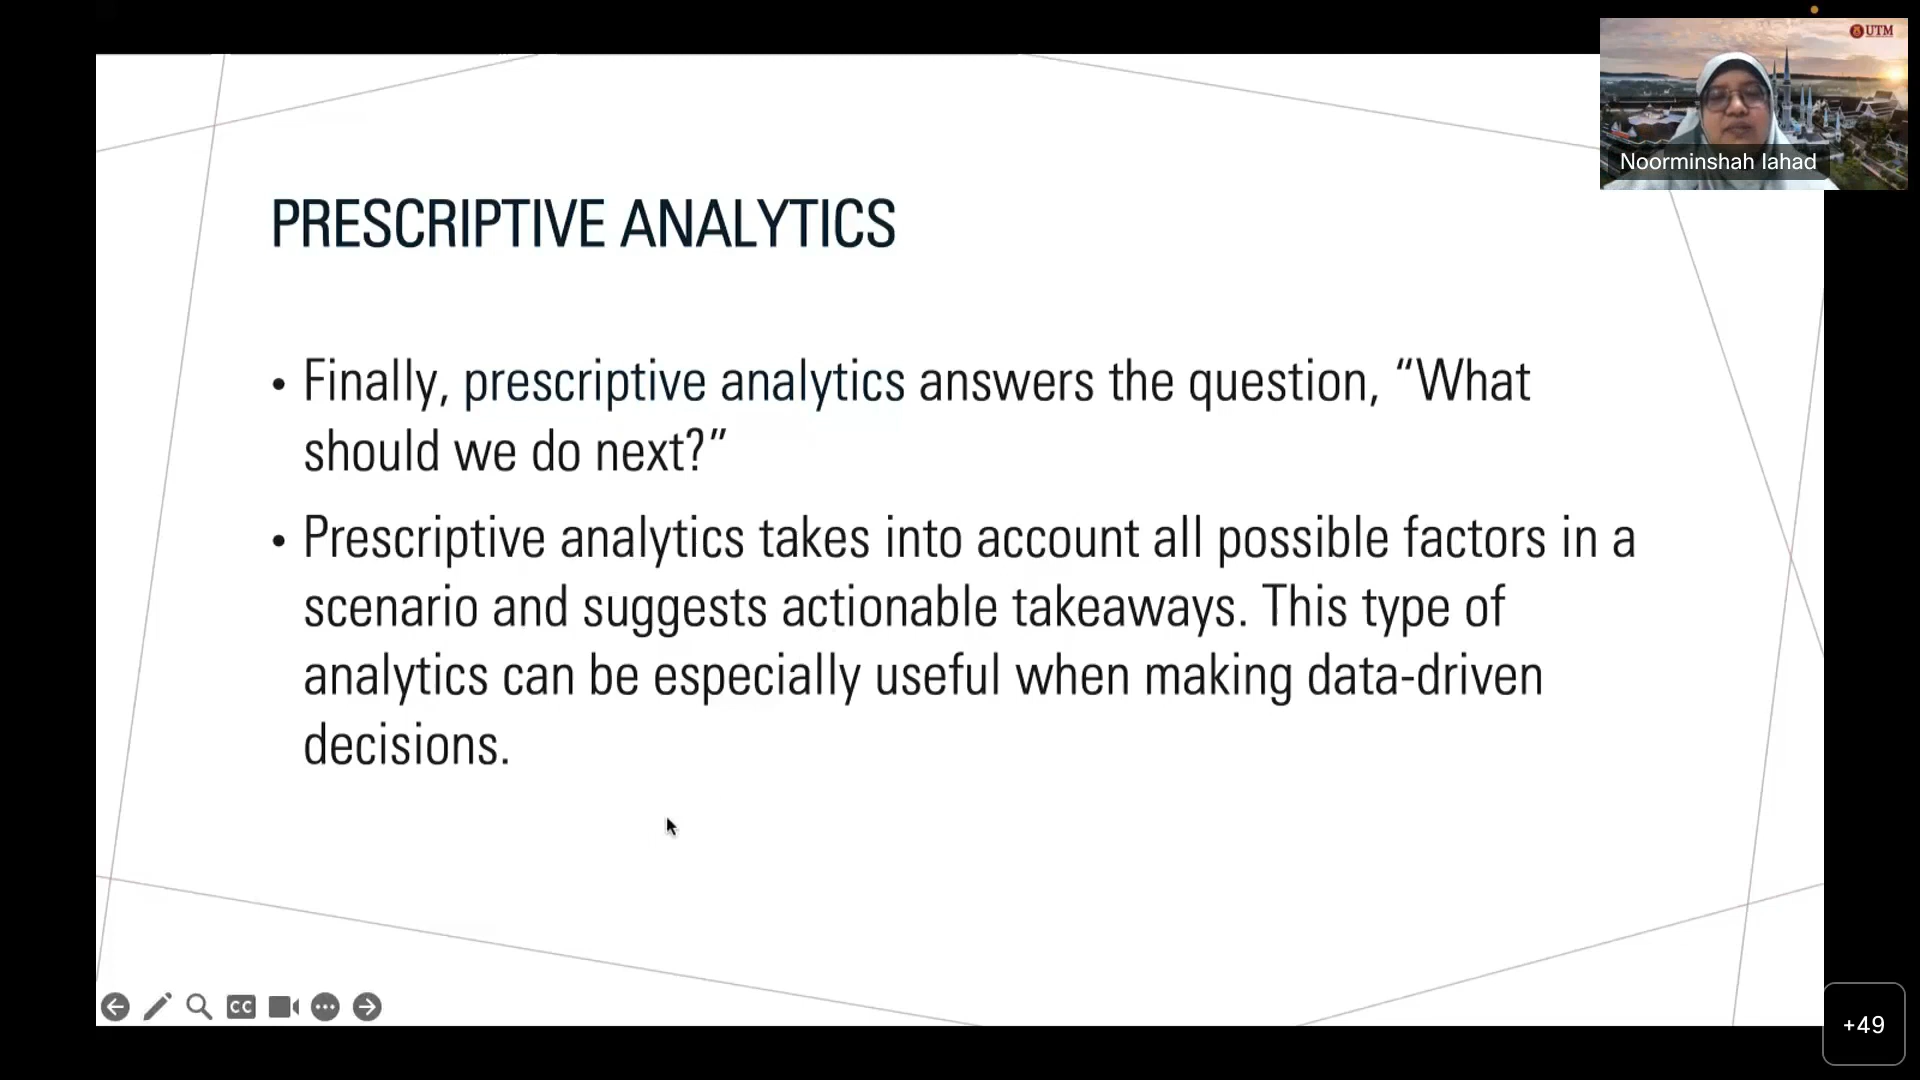 UTM
Noorminshah Iahad
PRESCRIPTIVE ANALYTICS
• Finally, prescriptive analytics answers the question, “What
should we do next?”
• Prescriptive analytics takes into account all possible factors in a
scenario and suggests actionable takeaways. This type of
analytics can be especially useful when making data-driven
decisions.
CC
+49